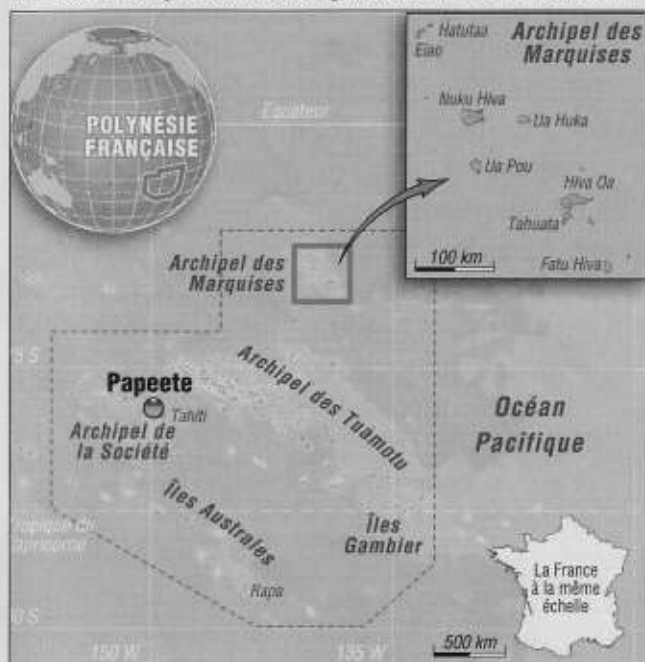 POLYNÉSIE
FRANÇAISE
Équateur
Archipel des
Marquises
Hatutaa
Eiao
Nuku Hiva
Ua Huka
Ua Pou
Hiva Oa
Tahuata
100 km
Fatu Hiva
Archipel des
Marquises
Archipel des Tuamotu
Papeete
Tahiti
Archipel de
la Société
Océan
Pacifique
Îles Australes
Îles
Gambier
Rapa
La France
à la même
échelle
150 W
135 W
500 km